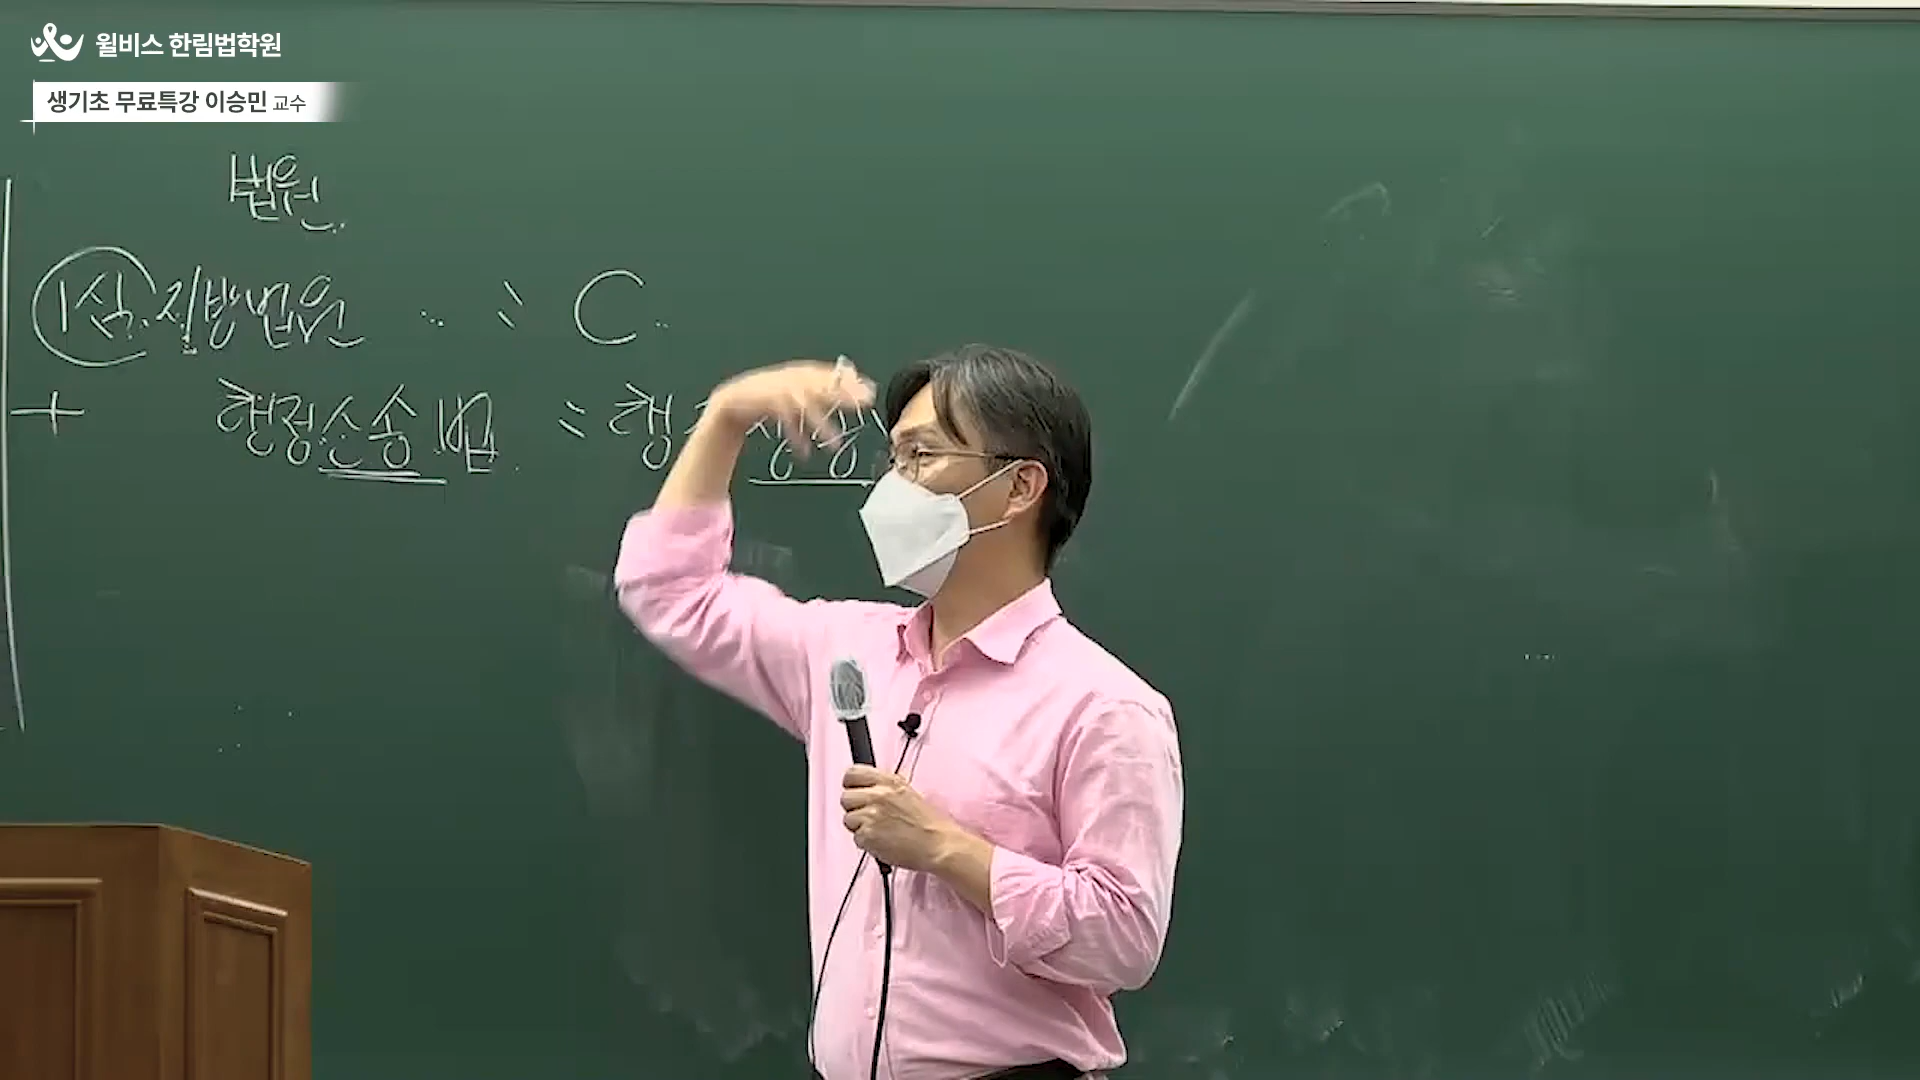 윌비스 한림법학원
생기초 무료특강 이승민 교수
법원
1심 지방법원 C
행정소송법 행